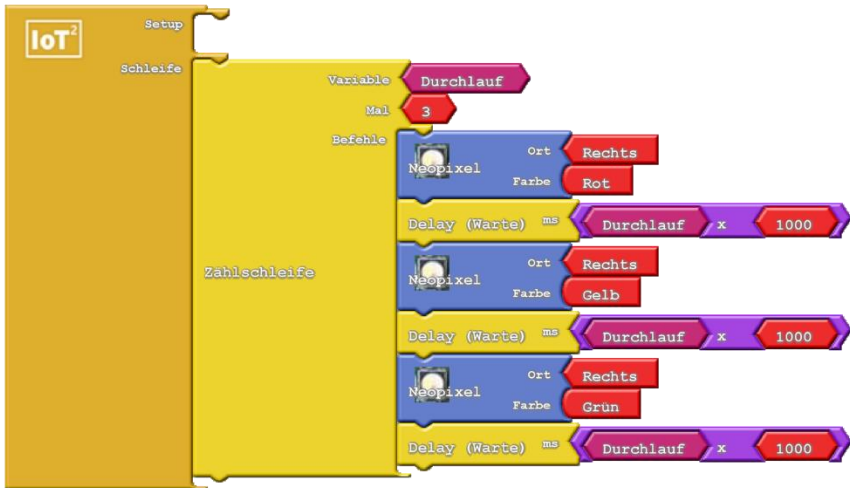 IoT²
Setup
Schleife
Zählschleife
Variable Durchlauf
Mal 3
Befehle
Neopixel Ort Rechts
Farbe Rot
Delay (Warte) ms Durchlauf x 1000
Neopixel Ort Rechts
Farbe Gelb
Delay (Warte) ms Durchlauf x 1000
Neopixel Ort Rechts
Farbe Grün
Delay (Warte) ms Durchlauf x 1000